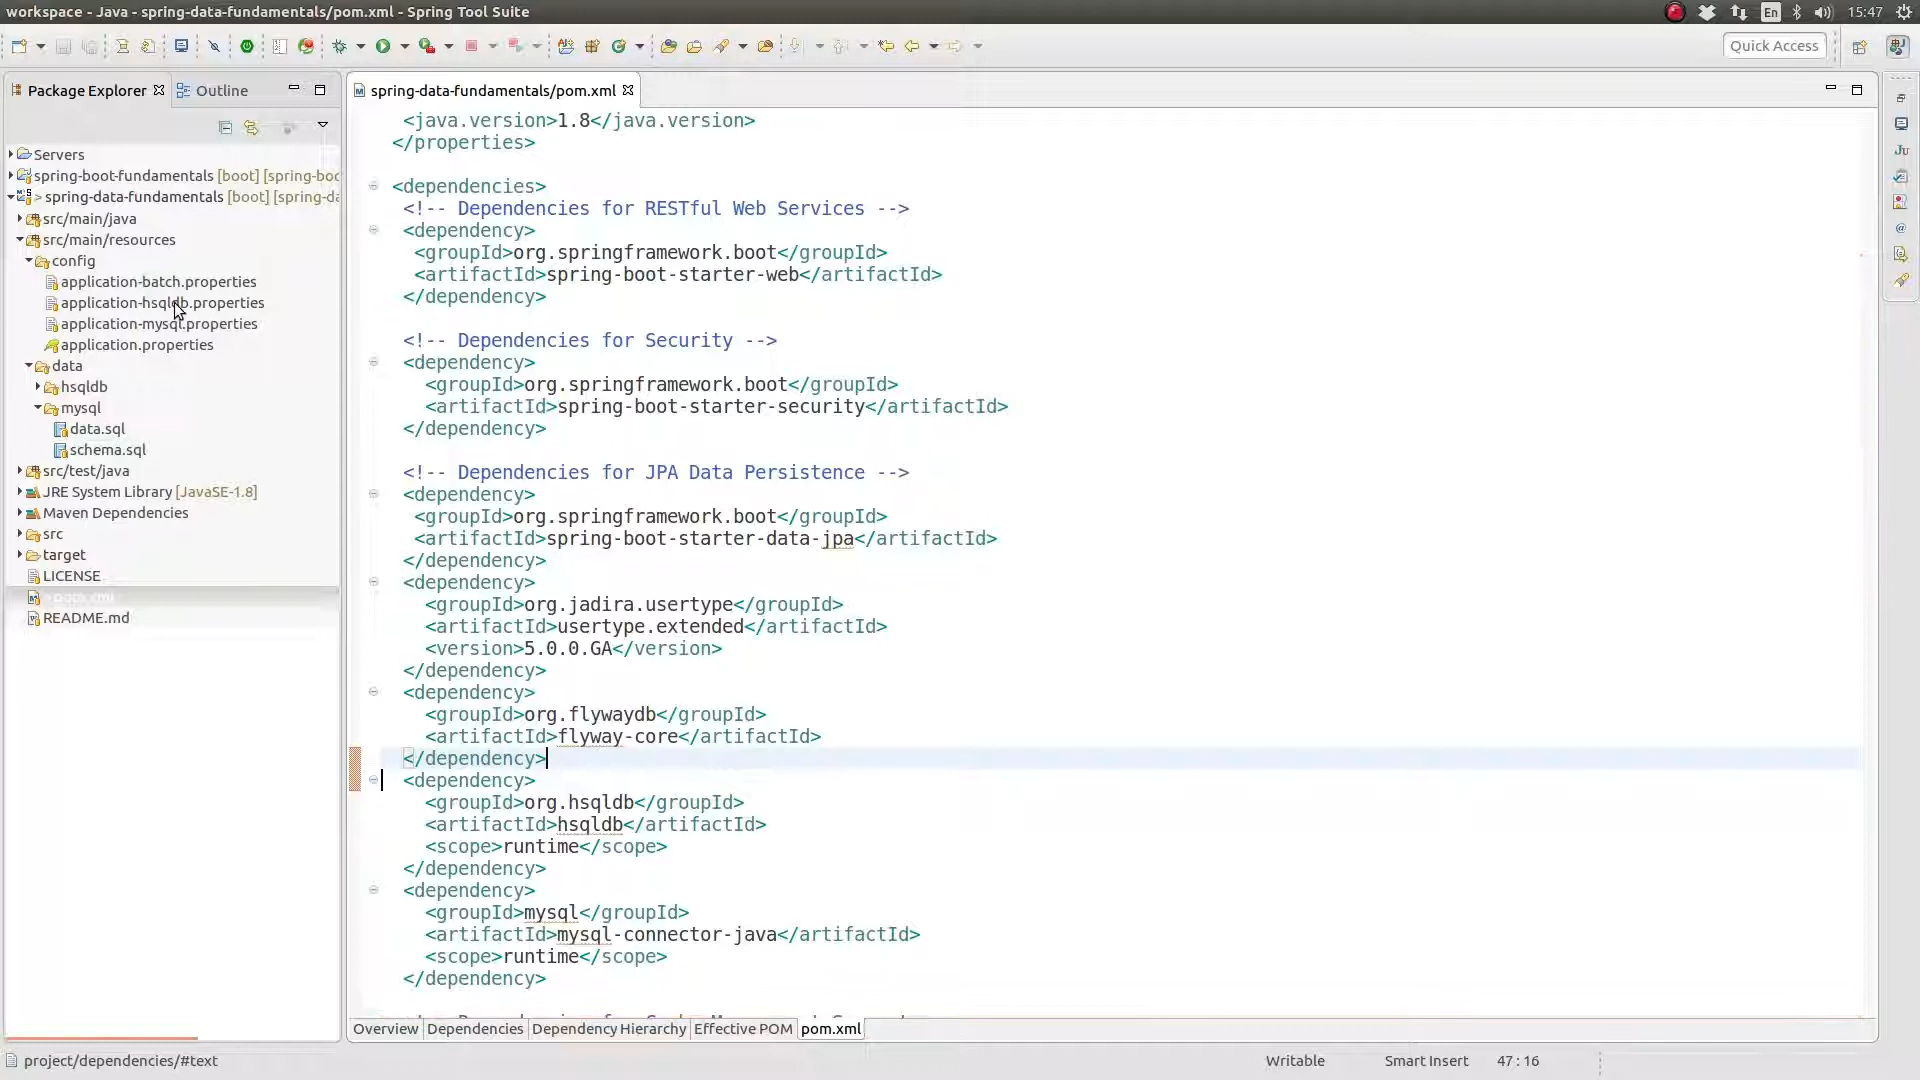 workspace - Java - spring-data-fundamentals/pom.xml - Spring Tool Suite
En
15:47
Quick Access
Package Explorer
Outline
spring-data-fundamentals/pom.xml
Servers
spring-boot-fundamentals [boot] [spring-boo
> spring-data-fundamentals [boot] [spring-da
src/main/java
src/main/resources
config
application-batch.properties
application-hsqldb.properties
application-mysql.properties
application.properties
data
hsqldb
mysql
data.sql
schema.sql
src/test/java
JRE System Library [JavaSE-1.8]
Maven Dependencies
src
target
LICENSE
> pom.xml
README.md
<java.version>1.8</java.version>
</properties>
<dependencies>
<!-- Dependencies for RESTful Web Services -->
<dependency>
<groupId>org.springframework.boot</groupId>
<artifactId>spring-boot-starter-web</artifactId>
</dependency>
<!-- Dependencies for Security -->
<dependency>
<groupId>org.springframework.boot</groupId>
<artifactId>spring-boot-starter-security</artifactId>
</dependency>
<!-- Dependencies for JPA Data Persistence -->
<dependency>
<groupId>org.springframework.boot</groupId>
<artifactId>spring-boot-starter-data-jpa</artifactId>
</dependency>
<dependency>
<groupId>org.jadira.usertype</groupId>
<artifactId>usertype.extended</artifactId>
<version>5.0.0.GA</version>
</dependency>
<dependency>
<groupId>org.flywaydb</groupId>
<artifactId>flyway-core</artifactId>
</dependency>
<dependency>
<groupId>org.hsqldb</groupId>
<artifactId>hsqldb</artifactId>
<scope>runtime</scope>
</dependency>
<dependency>
<groupId>mysql</groupId>
<artifactId>mysql-connector-java</artifactId>
<scope>runtime</scope>
</dependency>
Overview
Dependencies
Dependency Hierarchy
Effective POM
pom.xml
project/dependencies/#text
Writable
Smart Insert
47 : 16